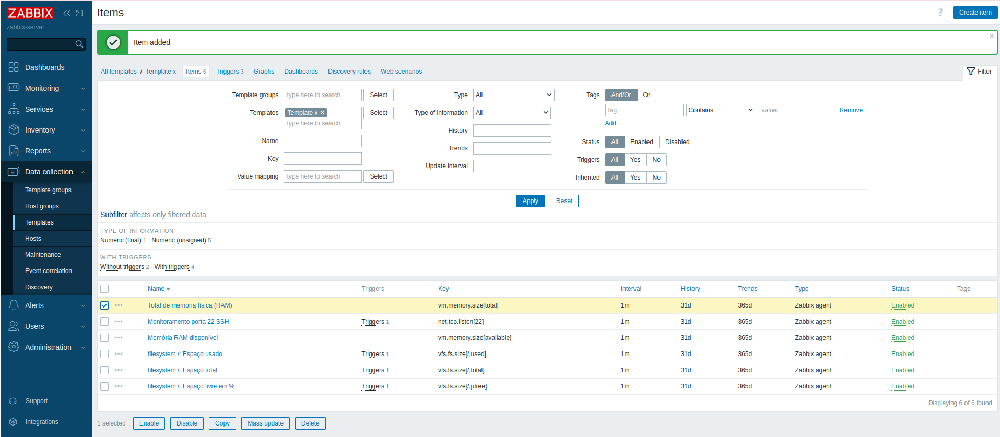 ZABBIX
zabbix-server
Dashboards
Monitoring
Services
Inventory
Reports
Data collection
Template groups
Host groups
Templates
Hosts
Maintenance
Event correlation
Discovery
Alerts
Users
Administration
Support
Integrations
Items
? Create item
Item added
All templates / Template x Items 6 Triggers 3 Graphs Dashboards Discovery rules Web scenarios Filter
Template groups type here to search Select Type All Tags And/Or Or
Templates Template x type here to search Select Type of information All tag Contains value Remove
Add
History
Name Trends Status All Enabled Disabled
Key Update interval Triggers All Yes No
Value mapping type here to search Select Inherited All Yes No
Apply Reset
Subfilter affects only filtered data
TYPE OF INFORMATION
Numeric (float) 1 Numeric (unsigned) 5
WITH TRIGGERS
Without triggers 2 With triggers 4
Name Triggers Key Interval History Trends Type Status Tags
Total de memória física (RAM) vm.memory.size[total] 1m 31d 365d Zabbix agent Enabled
Monitoramento porta 22 SSH Triggers 1 net.tcp.listen[22] 1m 31d 365d Zabbix agent Enabled
Memória RAM disponível vm.memory.size[available] 1m 31d 365d Zabbix agent Enabled
filesystem /: Espaço usado Triggers 1 vfs.fs.size[/,used] 1m 31d 365d Zabbix agent Enabled
filesystem /: Espaço total Triggers 1 vfs.fs.size[/,total] 1m 31d 365d Zabbix agent Enabled
filesystem /: Espaço livre em % Triggers 1 vfs.fs.size[/,pfree] 1m 31d 365d Zabbix agent Enabled
Displaying 6 of 6 found
1 selected Enable Disable Copy Mass update Delete